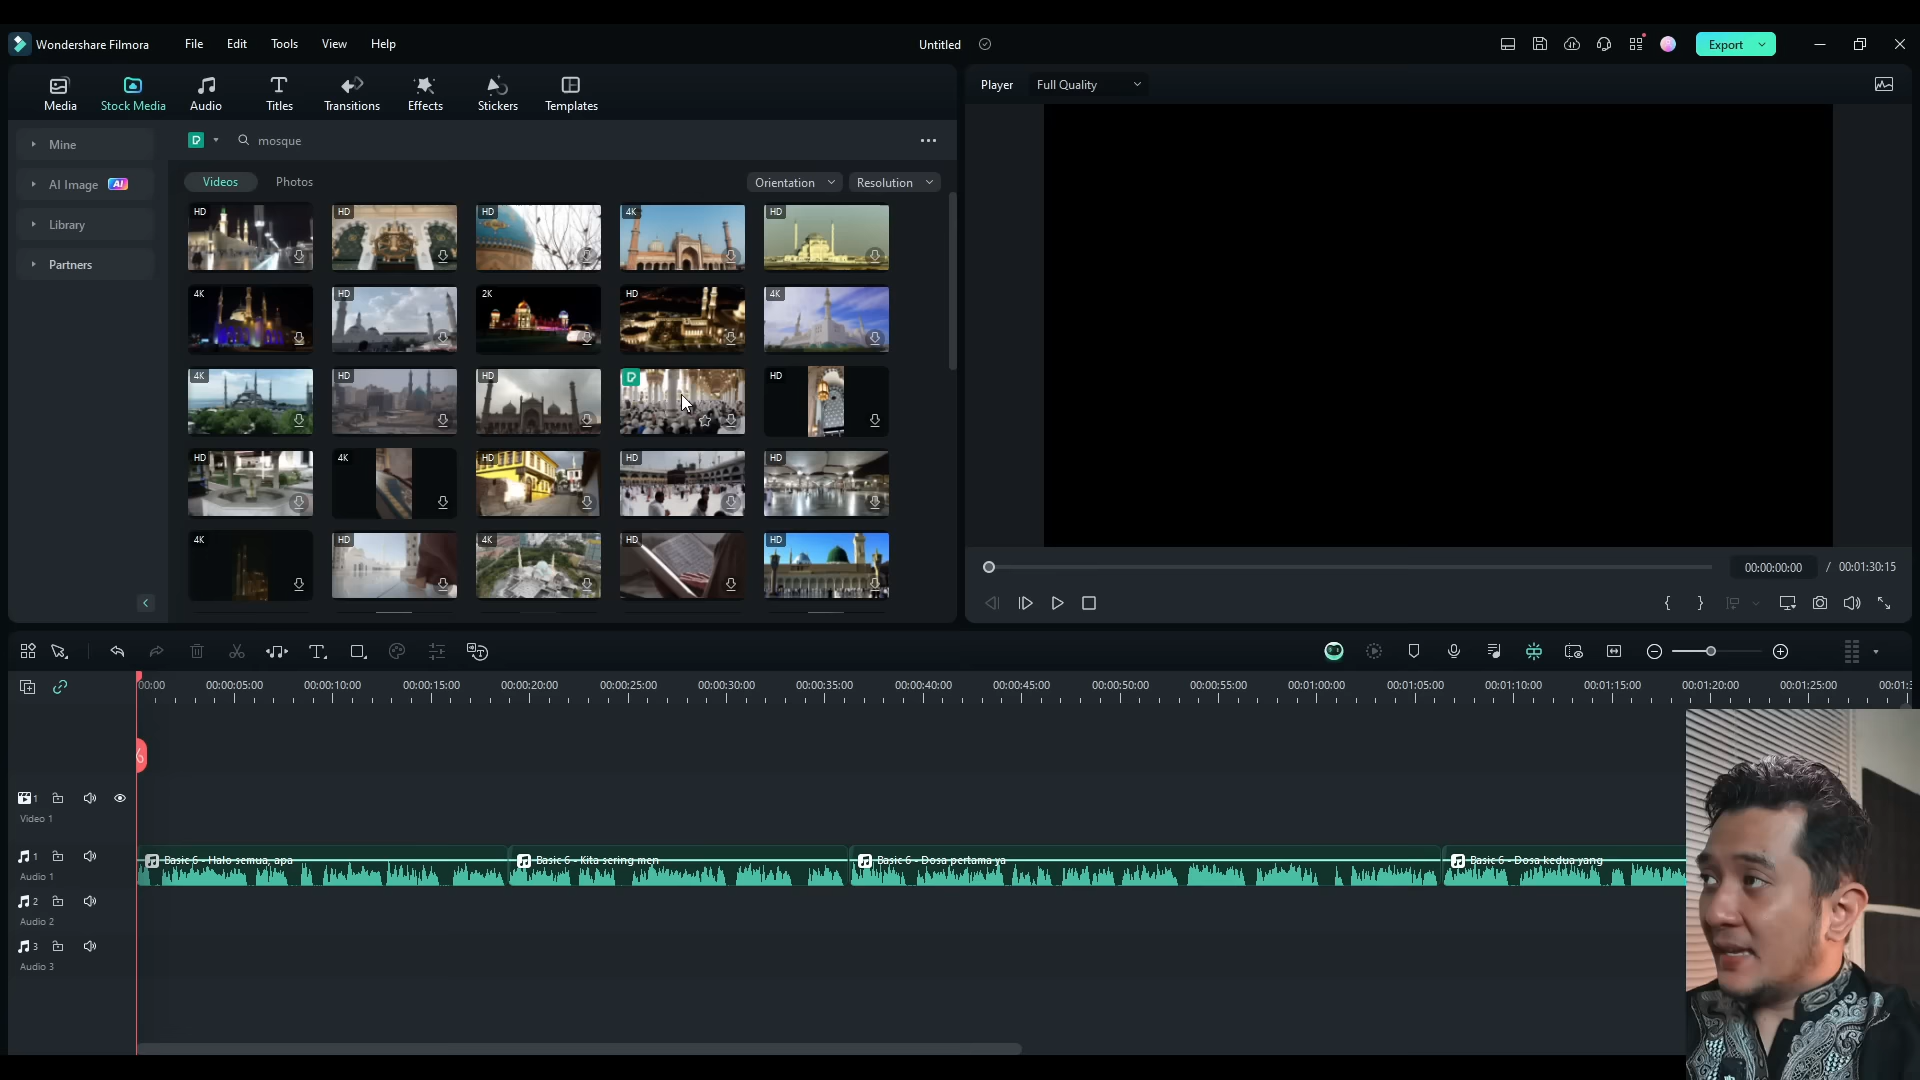 Wondershare Filmora
File
Edit
Tools
View
Help
Untitled
Export
Media
Stock Media
Audio
Titles
Transitions
Effects
Stickers
Templates
Player
Full Quality
Mine
AI Image AI
Library
Partners
mosque
Videos
Photos
Orientation
Resolution
HD
HD
HD
4K
HD
4K
HD
2K
HD
4K
4K
HD
HD
HD
HD
4K
HD
HD
HD
4K
HD
4K
HD
HD
00:00:00:00 / 00:01:30:15
00:00
00:00:05:00
00:00:10:00
00:00:15:00
00:00:20:00
00:00:25:00
00:00:30:00
00:00:35:00
00:00:40:00
00:00:45:00
00:00:50:00
00:00:55:00
00:01:00:00
00:01:05:00
00:01:10:00
00:01:15:00
00:01:20:00
00:01:25:00
1
Video 1
1
Audio 1
Basic 6 - Halo semua, apa
Basic 6 - Kita sering men
Basic 6 - Dosa pertama ya
Basic 6 - Dosa kedua yang
2
Audio 2
3
Audio 3